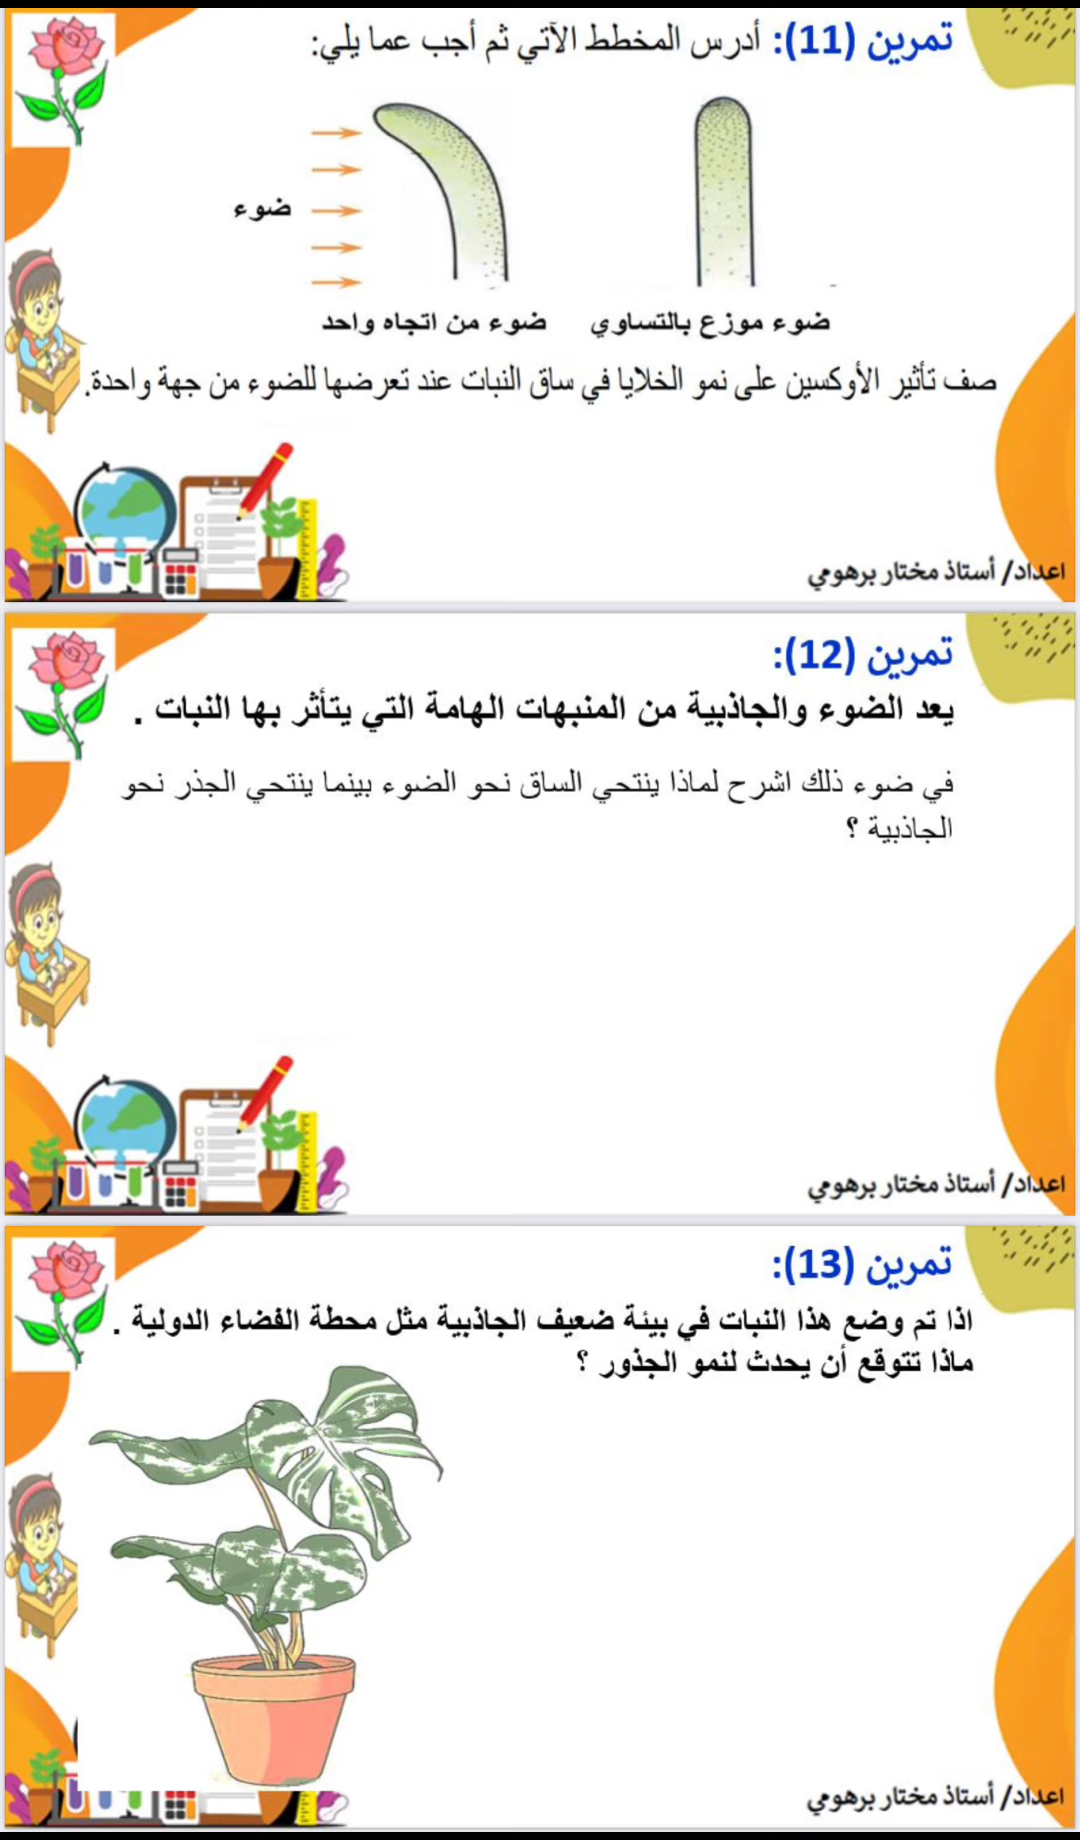 تمرين (11): أدرس المخطط الآتي ثم أجب عما يلي:
ضوء
ضوء موزع بالتساوي
ضوء من اتجاه واحد
صف تأثير الأوكسين على نمو الخلايا في ساق النبات عند تعرضها للضوء من جهة واحدة.
اعداد/ أستاذ مختار برهومي
تمرين (12):
يعد الضوء والجاذبية من المنبهات الهامة التي يتأثر بها النبات .
في ضوء ذلك اشرح لماذا ينتحي الساق نحو الضوء بينما ينتحي الجذر نحو
الجاذبية ؟
اعداد/ أستاذ مختار برهومي
تمرين (13):
اذا تم وضع هذا النبات في بيئة ضعيف الجاذبية مثل محطة الفضاء الدولية .
ماذا تتوقع أن يحدث لنمو الجذور ؟
اعداد/ أستاذ مختار برهومي